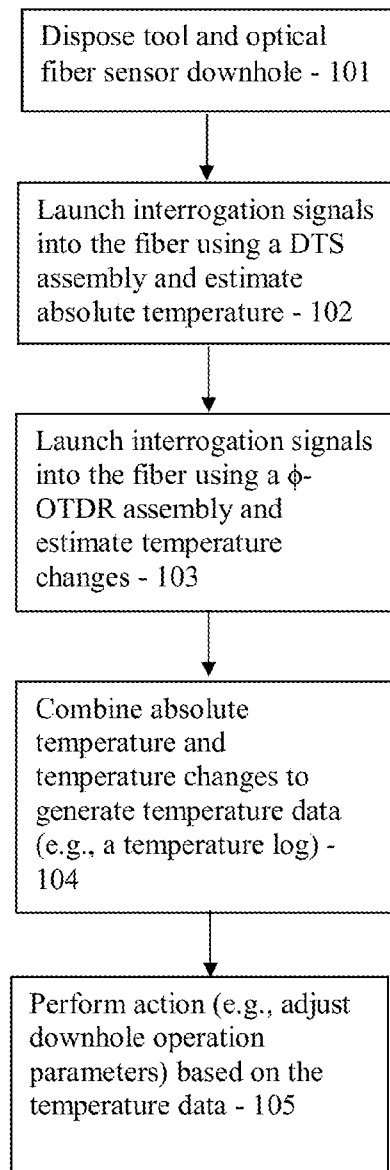 Dispose tool and optical
fiber sensor downhole - 101
Launch interrogation signals
into the fiber using a DTS
assembly and estimate
absolute temperature - 102
Launch interrogation signals
into the fiber using a ϕ-
OTDR assembly and
estimate temperature
changes - 103
Combine absolute
temperature and
temperature changes to
generate temperature data
(e.g., a temperature log) -
104
Perform action (e.g., adjust
downhole operation
parameters) based on the
temperature data - 105